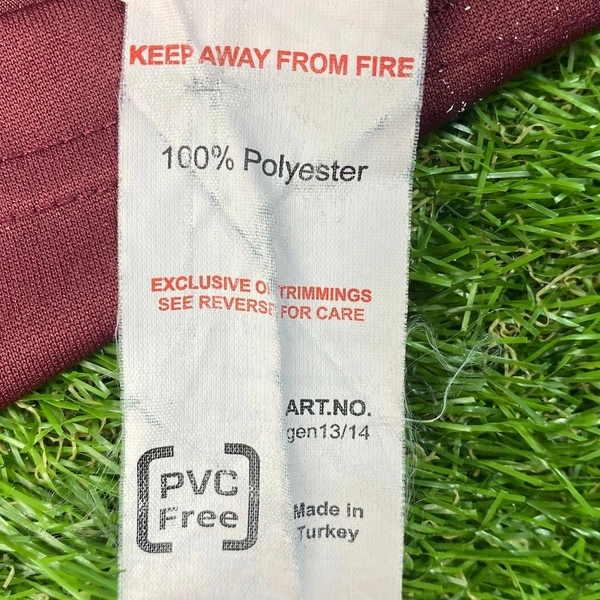 KEEP AWAY FROM FIRE
100% Polyester
EXCLUSIVE OF TRIMMINGS
SEE REVERSE FOR CARE
ART.NO.
gen13/14
PVC
Free
Made in
Turkey